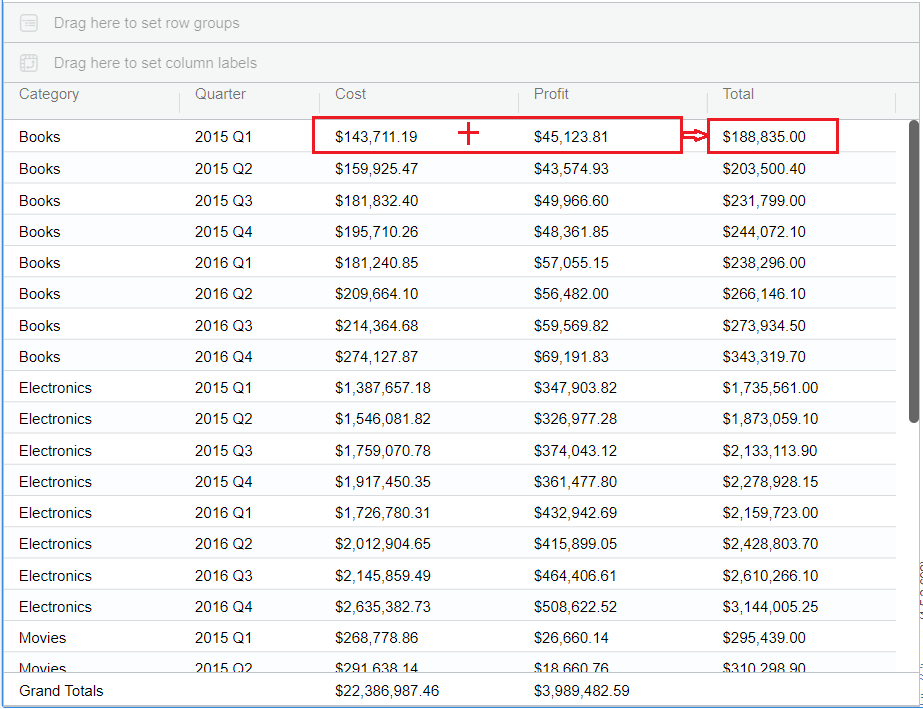 Drag here to set row groups
Drag here to set column labels
Category Quarter Cost Profit Total
Books 2015 Q1 $143,711.19 $45,123.81 $188,835.00
Books 2015 Q2 $159,925.47 $43,574.93 $203,500.40
Books 2015 Q3 $181,832.40 $49,966.60 $231,799.00
Books 2015 Q4 $195,710.26 $48,361.85 $244,072.10
Books 2016 Q1 $181,240.85 $57,055.15 $238,296.00
Books 2016 Q2 $209,664.10 $56,482.00 $266,146.10
Books 2016 Q3 $214,364.68 $59,569.82 $273,934.50
Books 2016 Q4 $274,127.87 $69,191.83 $343,319.70
Electronics 2015 Q1 $1,387,657.18 $347,903.82 $1,735,561.00
Electronics 2015 Q2 $1,546,081.82 $326,977.28 $1,873,059.10
Electronics 2015 Q3 $1,759,070.78 $374,043.12 $2,133,113.90
Electronics 2015 Q4 $1,917,450.35 $361,477.80 $2,278,928.15
Electronics 2016 Q1 $1,726,780.31 $432,942.69 $2,159,723.00
Electronics 2016 Q2 $2,012,904.65 $415,899.05 $2,428,803.70
Electronics 2016 Q3 $2,145,859.49 $464,406.61 $2,610,266.10
Electronics 2016 Q4 $2,635,382.73 $508,622.52 $3,144,005.25
Movies 2015 Q1 $268,778.86 $26,660.14 $295,439.00
Movies 2015 Q2 $291,638.14 $18,660.76 $310,298.90
Grand Totals $22,386,987.46 $3,989,482.59